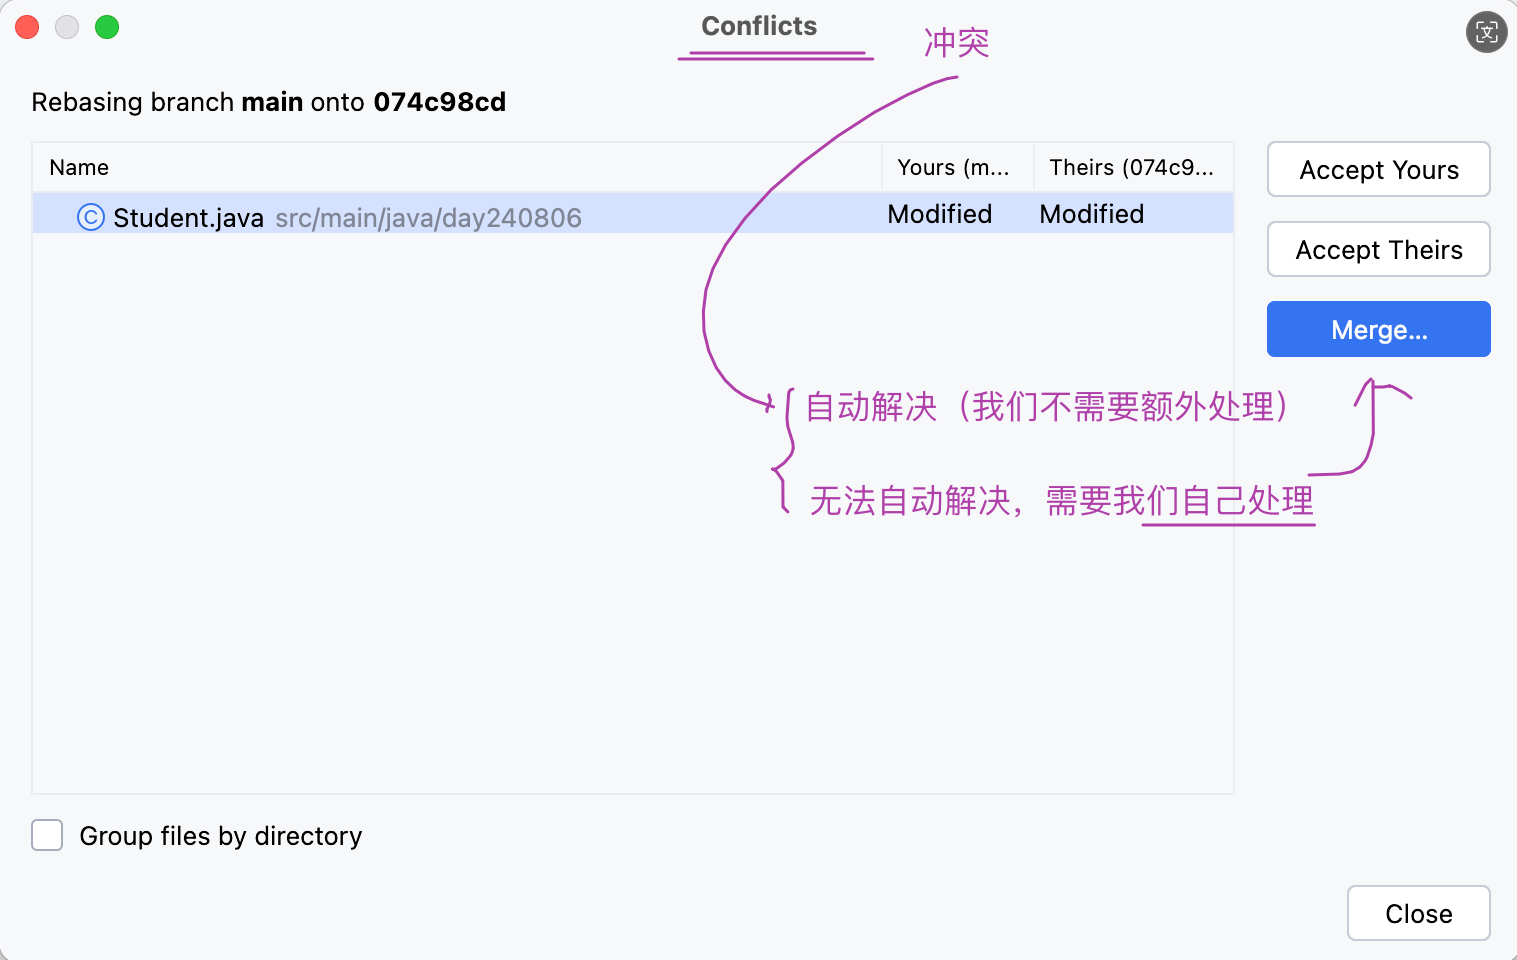 Conflicts
冲突
Rebasing branch main onto 074c98cd
Name Yours (m... Theirs (074c9...
Student.java src/main/java/day240806 Modified Modified
Accept Yours
Accept Theirs
Merge...
自动解决（我们不需要额外处理）
无法自动解决，需要我们自己处理
Group files by directory
Close